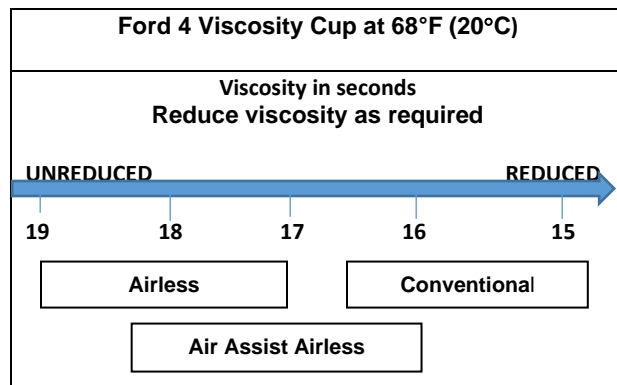 Ford 4 Viscosity Cup at 68°F (20°C)
Viscosity in seconds
Reduce viscosity as required
UNREDUCED REDUCED
19 18 17 16 15
Airless Conventional
Air Assist Airless